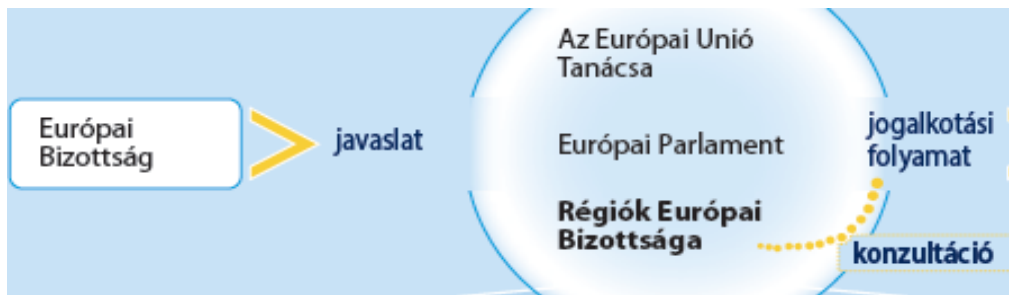 Európai
Bizottság
javaslat
Az Európai Unió
Tanácsa
Európai Parlament
Régiók Európai
Bizottsága
jogalkotási
folyamat
konzultáció